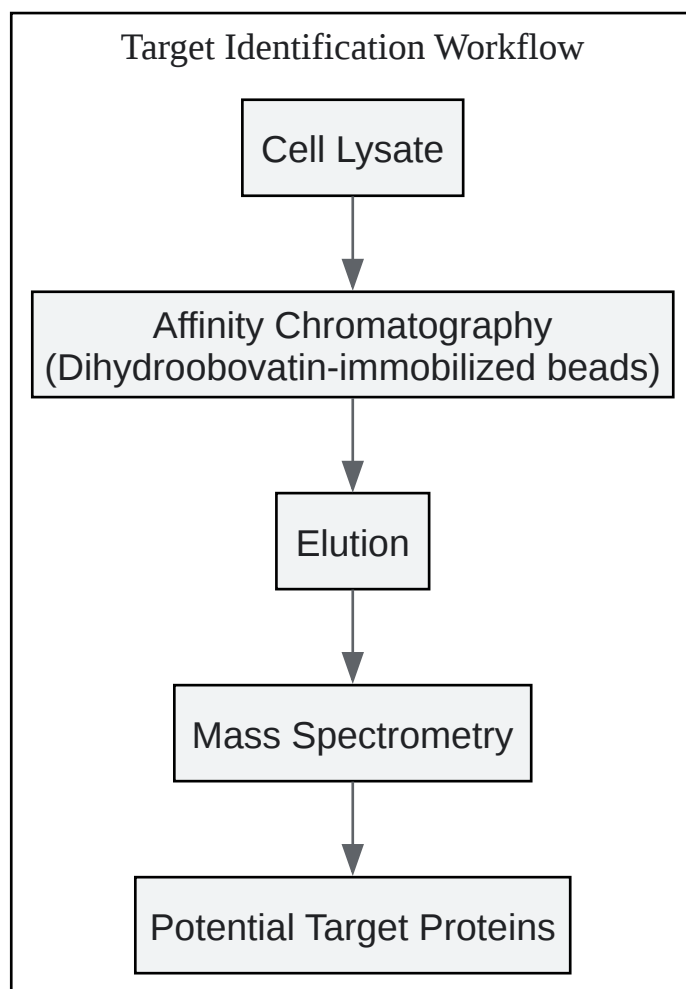 Target Identification Workflow
Cell Lysate
Affinity Chromatography
(Dihydroobovatin-immobilized beads)
Elution
Mass Spectrometry
Potential Target Proteins